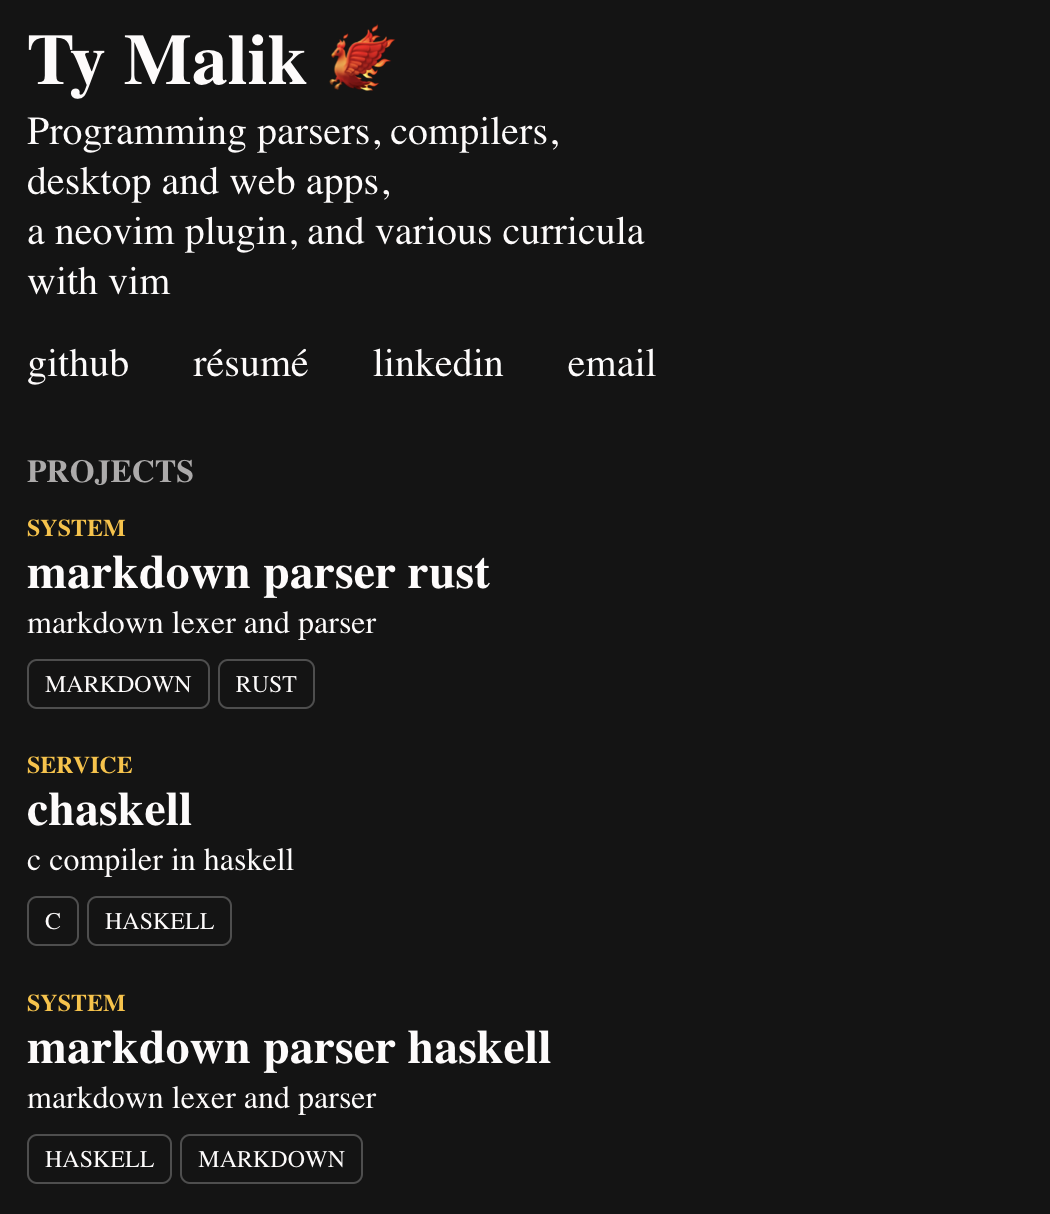 Ty Malik 🐦‍🔥
Programming parsers, compilers,
desktop and web apps,
a neovim plugin, and various curricula
with vim
github résumé linkedin email
PROJECTS
SYSTEM
markdown parser rust
markdown lexer and parser
MARKDOWN RUST
SERVICE
chaskell
c compiler in haskell
C HASKELL
SYSTEM
markdown parser haskell
markdown lexer and parser
HASKELL MARKDOWN